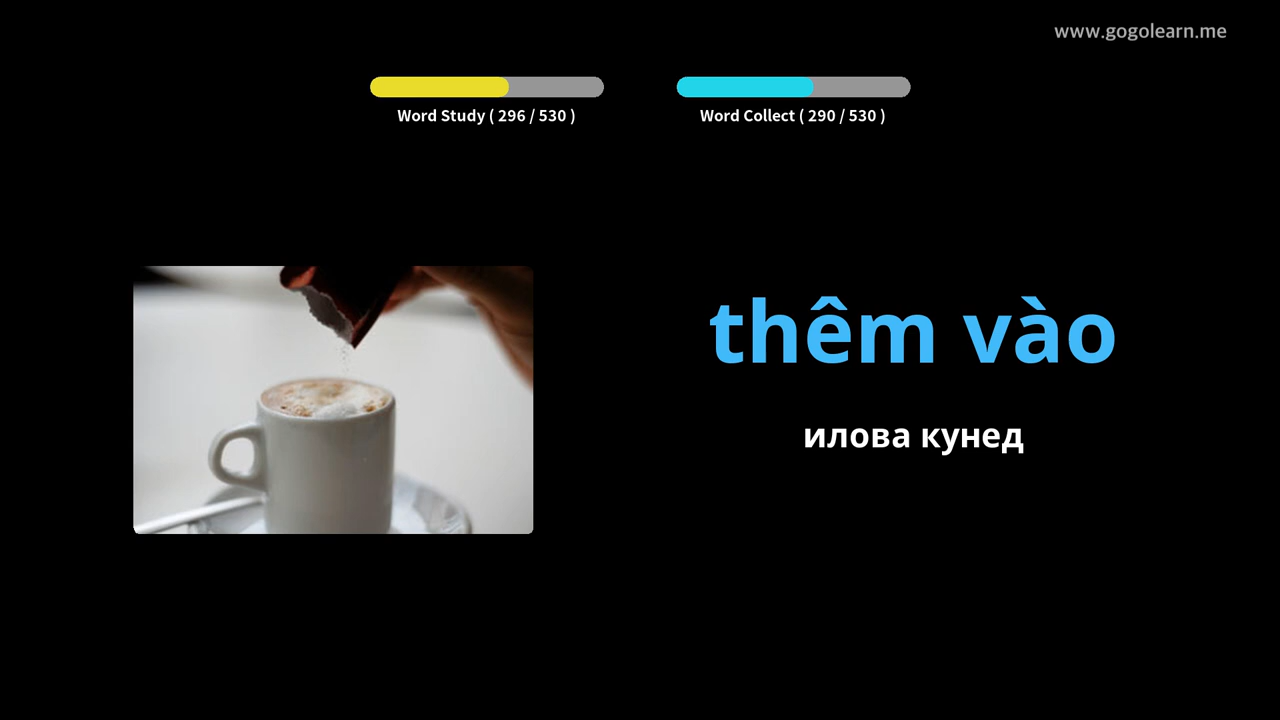 www.gogolearn.me
Word Study ( 296 / 530 )
Word Collect ( 290 / 530 )
thêm vào
илова кунед